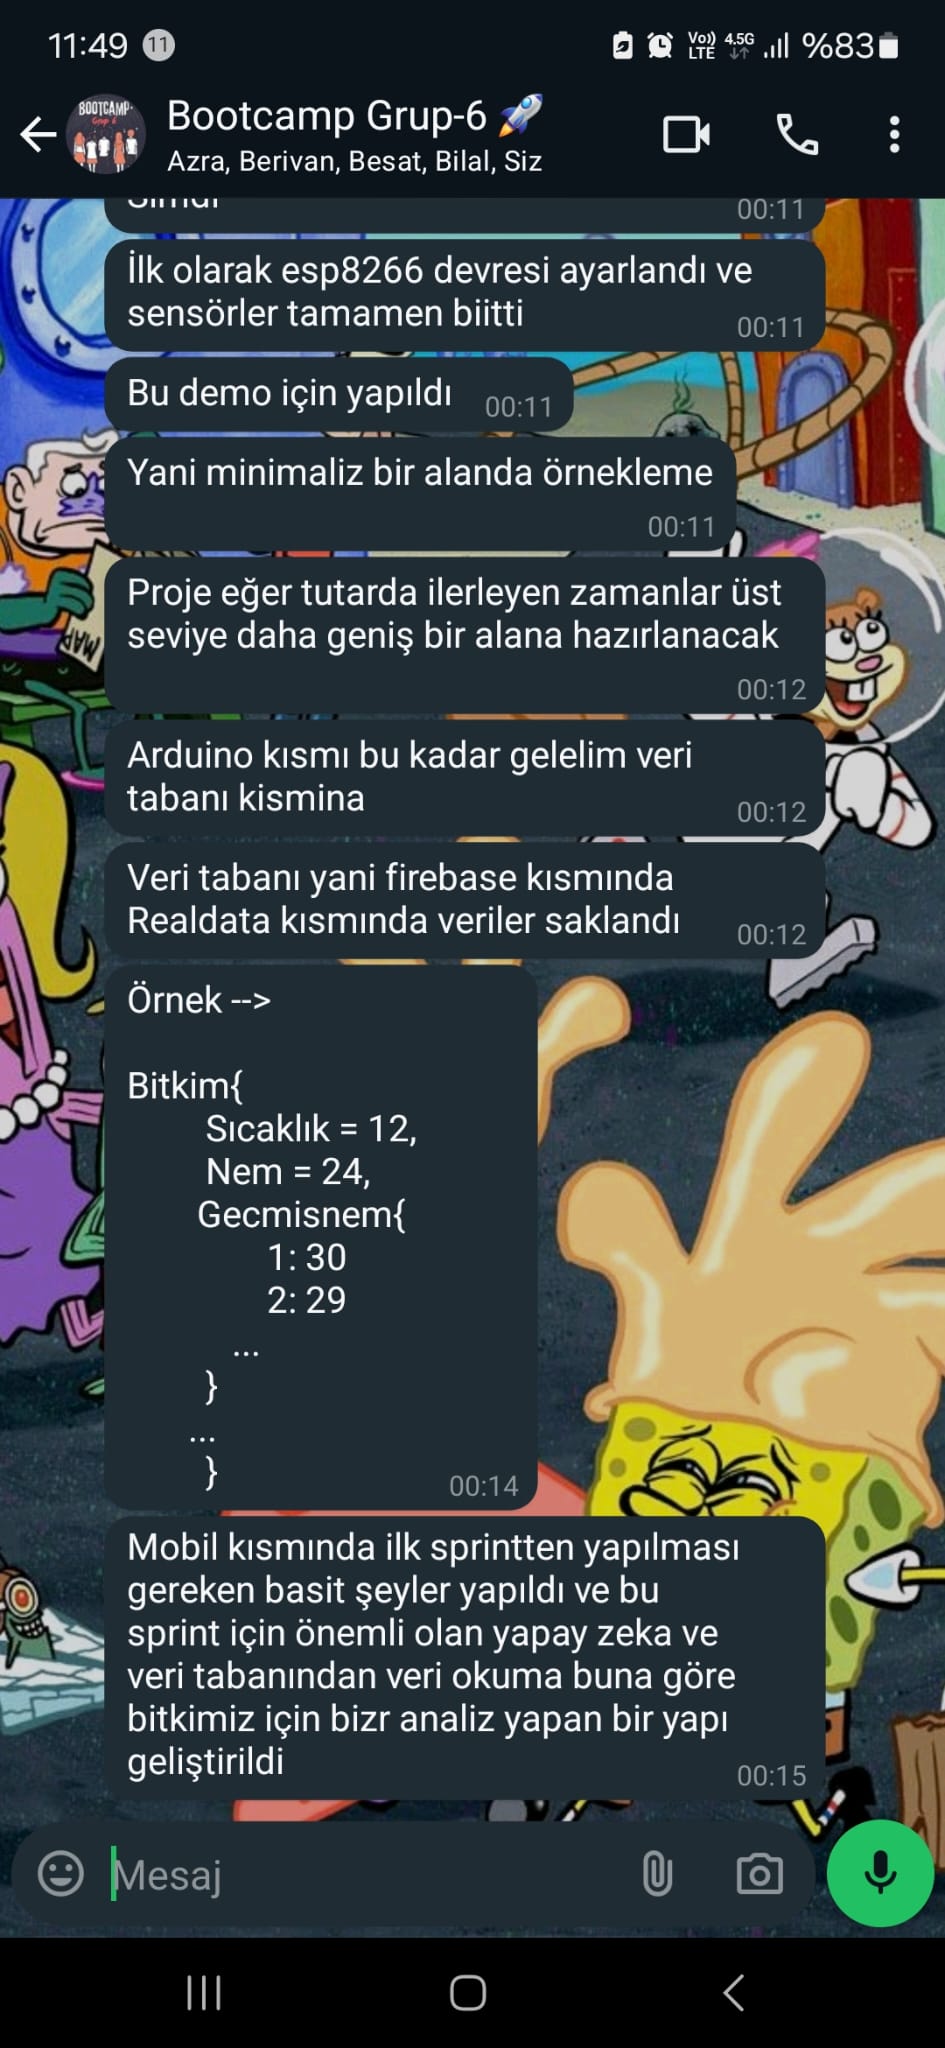 11:49 11 Vo)) LTE 4.5G %83
BOOTCAMP
Grup 6
Bootcamp Grup-6 🚀
Azra, Berivan, Besat, Bilal, Siz
00:11
İlk olarak esp8266 devresi ayarlandı ve
sensörler tamamen biitti
00:11
Bu demo için yapıldı 00:11
Yani minimaliz bir alanda örnekleme
00:11
Proje eğer tutarda ilerleyen zamanlar üst
seviye daha geniş bir alana hazırlanacak
00:12
Arduino kısmı bu kadar gelelim veri
tabanı kismina
00:12
Veri tabanı yani firebase kısmında
Realdata kısmında veriler saklandı
00:12
Örnek -->
Bitkim{
Sıcaklık = 12,
Nem = 24,
Gecmisnem{
1: 30
2: 29
...
}
...
}
00:14
Mobil kısmında ilk sprintten yapılması
gereken basit şeyler yapıldı ve bu
sprint için önemli olan yapay zeka ve
veri tabanından veri okuma buna göre
bitkimiz için bizr analiz yapan bir yapı
geliştirildi
00:15
Mesaj
MAP